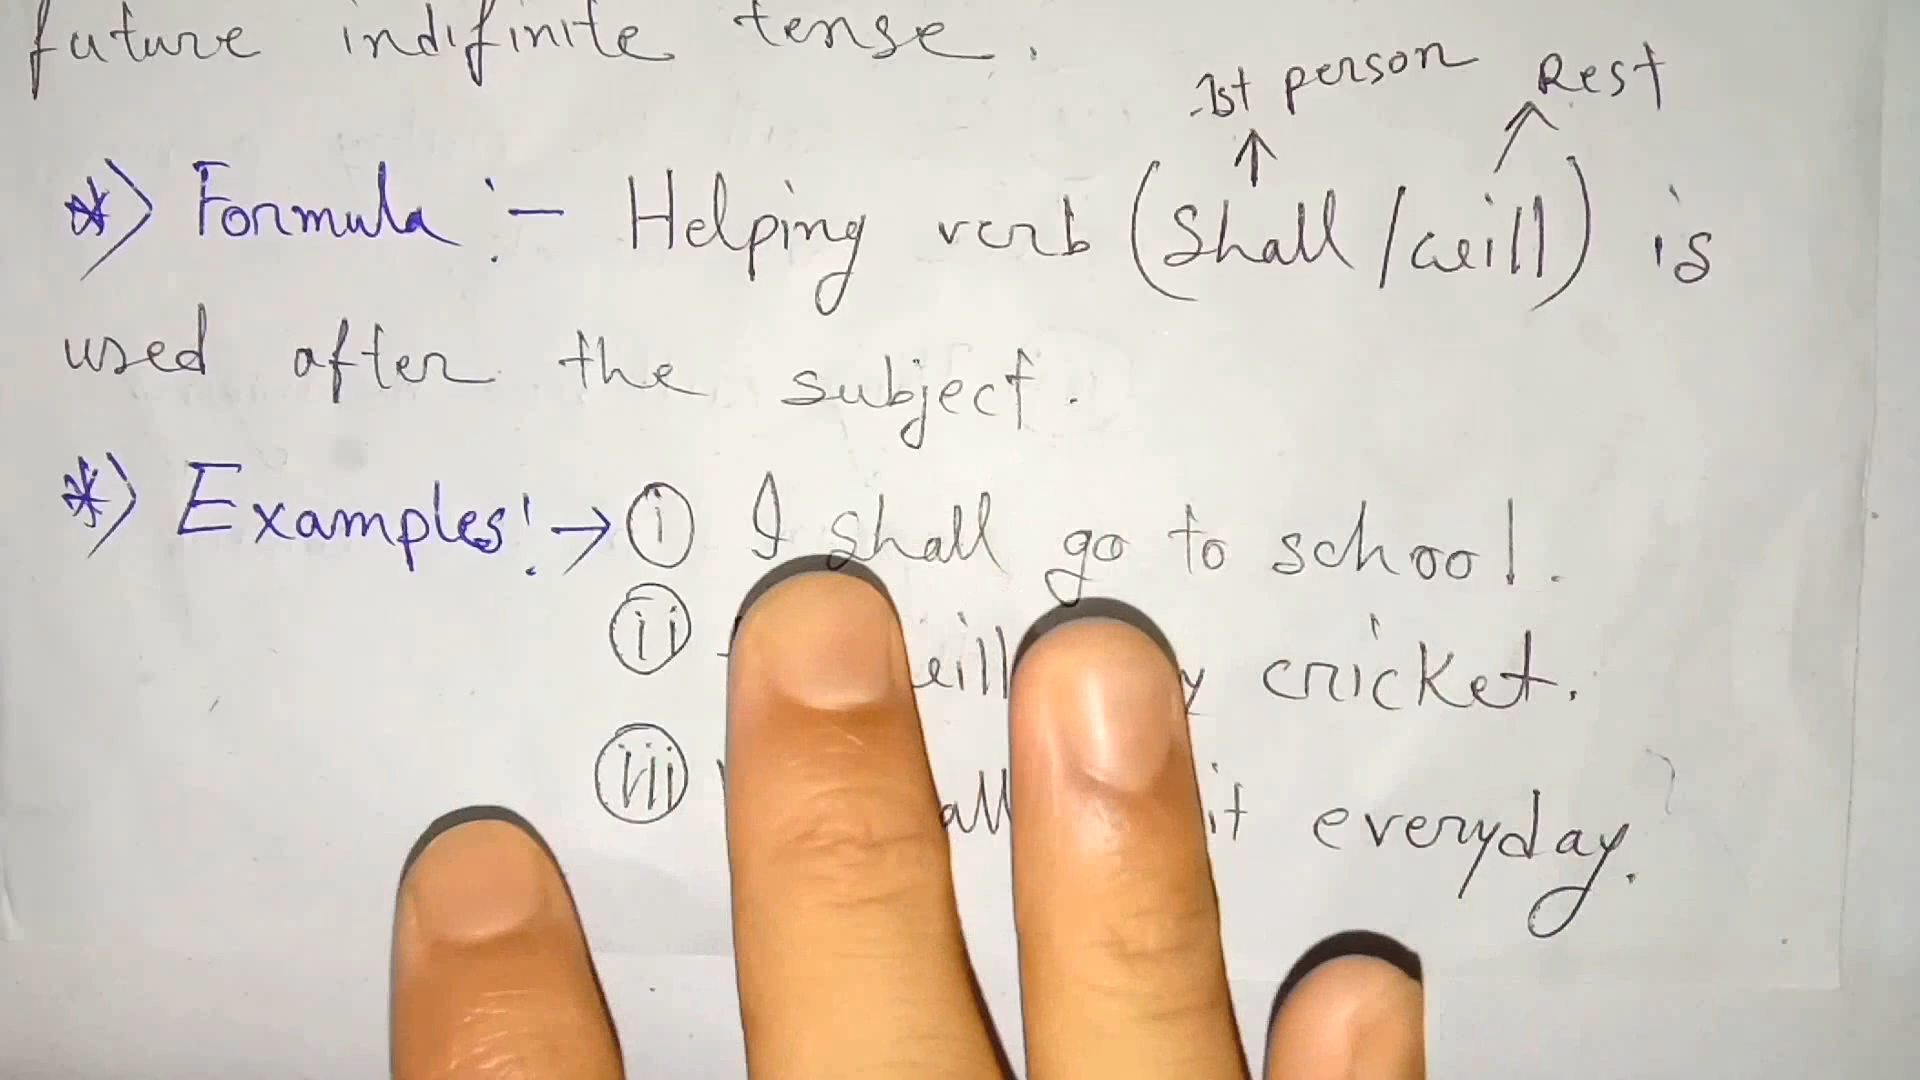 future indifinite tense.
1st person Rest
*) Formula :- Helping verb (Shall/will) is
used after the subject.
*) Examples :→ (i) I shall go to school.
(ii) will cricket.
(iii) everyday.